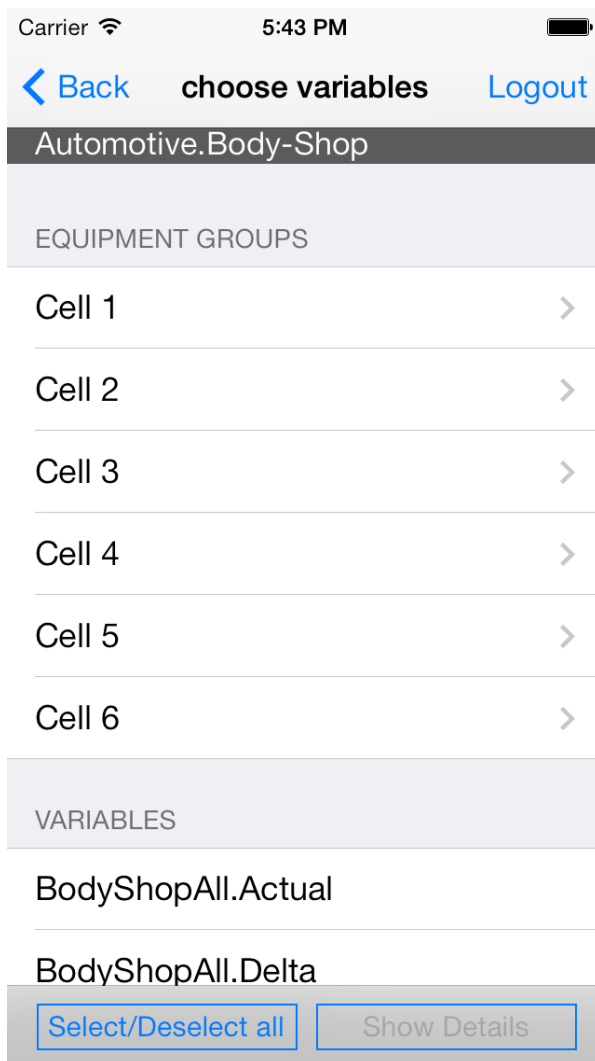 Carrier 5:43 PM
Back choose variables Logout
Automotive.Body-Shop
EQUIPMENT GROUPS
Cell 1
Cell 2
Cell 3
Cell 4
Cell 5
Cell 6
VARIABLES
BodyShopAll.Actual
BodyShopAll.Delta
Select/Deselect all Show Details